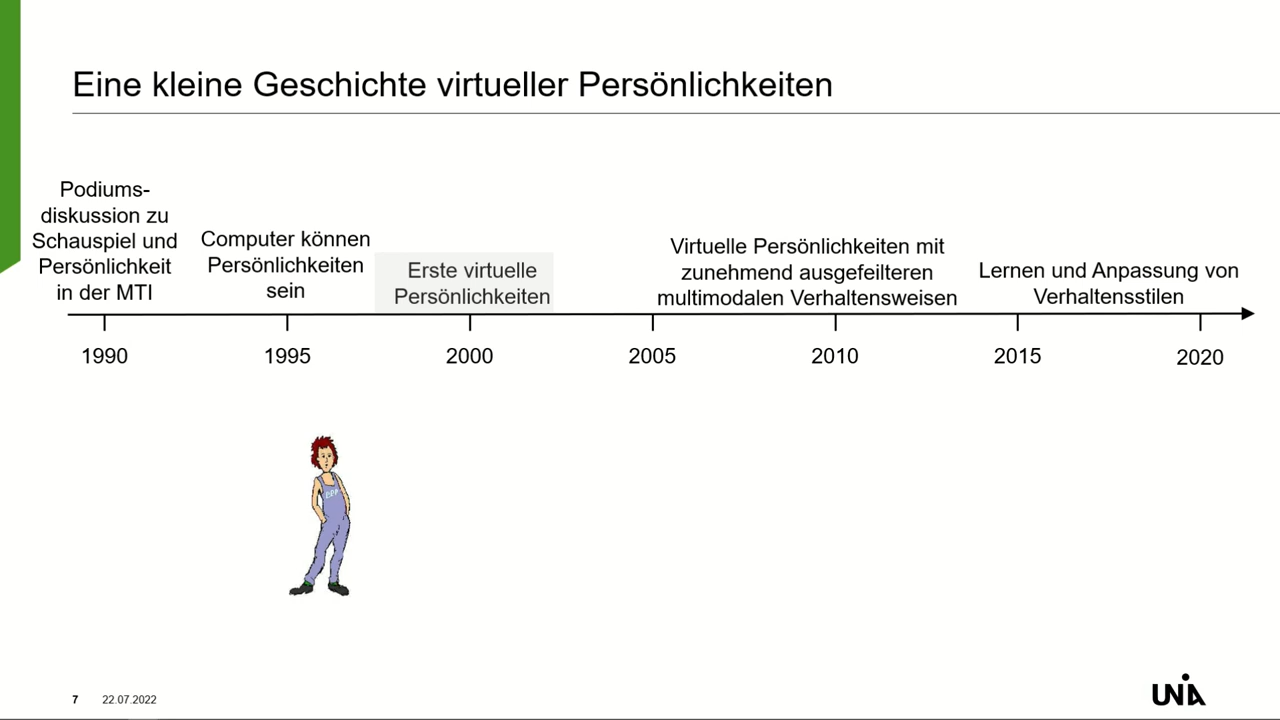 Eine kleine Geschichte virtueller Persönlichkeiten
Podiums-
diskussion zu
Schauspiel und
Persönlichkeit
in der MTI
Computer können
Persönlichkeiten
sein
Erste virtuelle
Persönlichkeiten
Virtuelle Persönlichkeiten mit
zunehmend ausgefeilteren
multimodalen Verhaltensweisen
Lernen und Anpassung von
Verhaltensstilen
1990
1995
2000
2005
2010
2015
2020
7
22.07.2022
UNIA